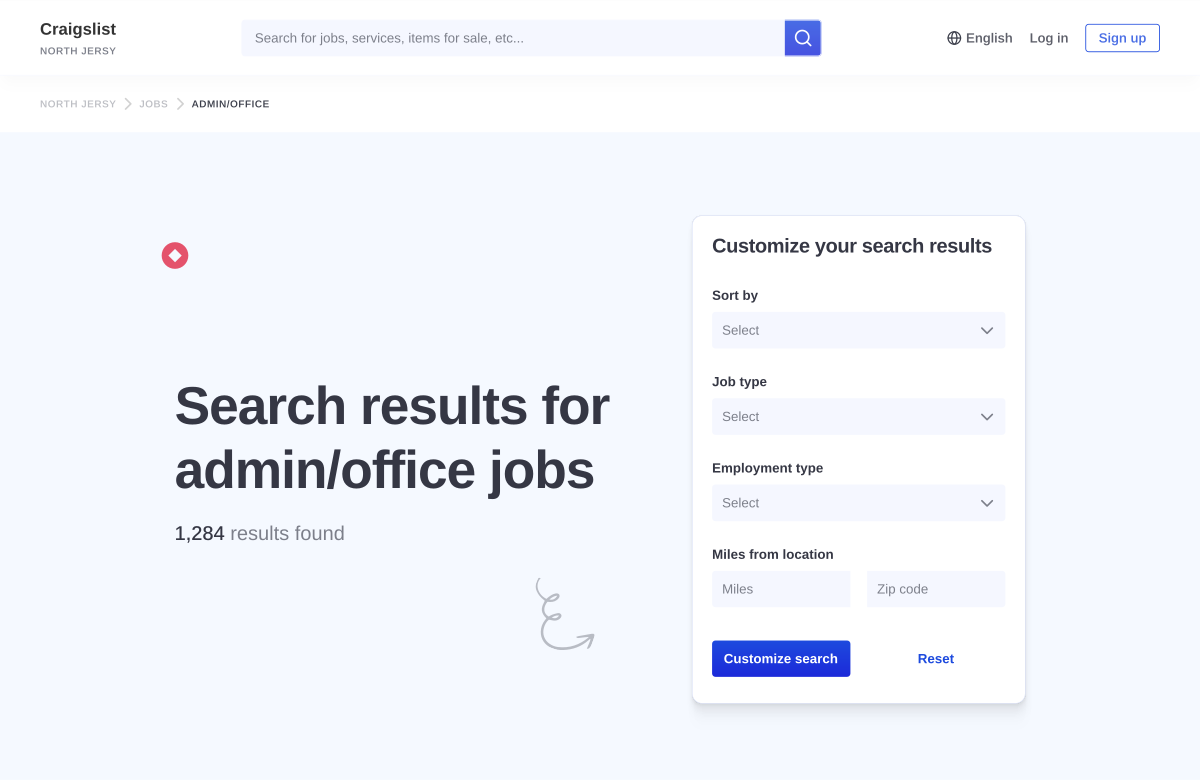 Craigslist
NORTH JERSY
Search for jobs, services, items for sale, etc...
English
Log in
Sign up
NORTH JERSY
JOBS
ADMIN/OFFICE
Search results for
admin/office jobs
1,284 results found
Customize your search results
Sort by
Select
Job type
Select
Employment type
Select
Miles from location
Miles
Zip code
Customize search
Reset